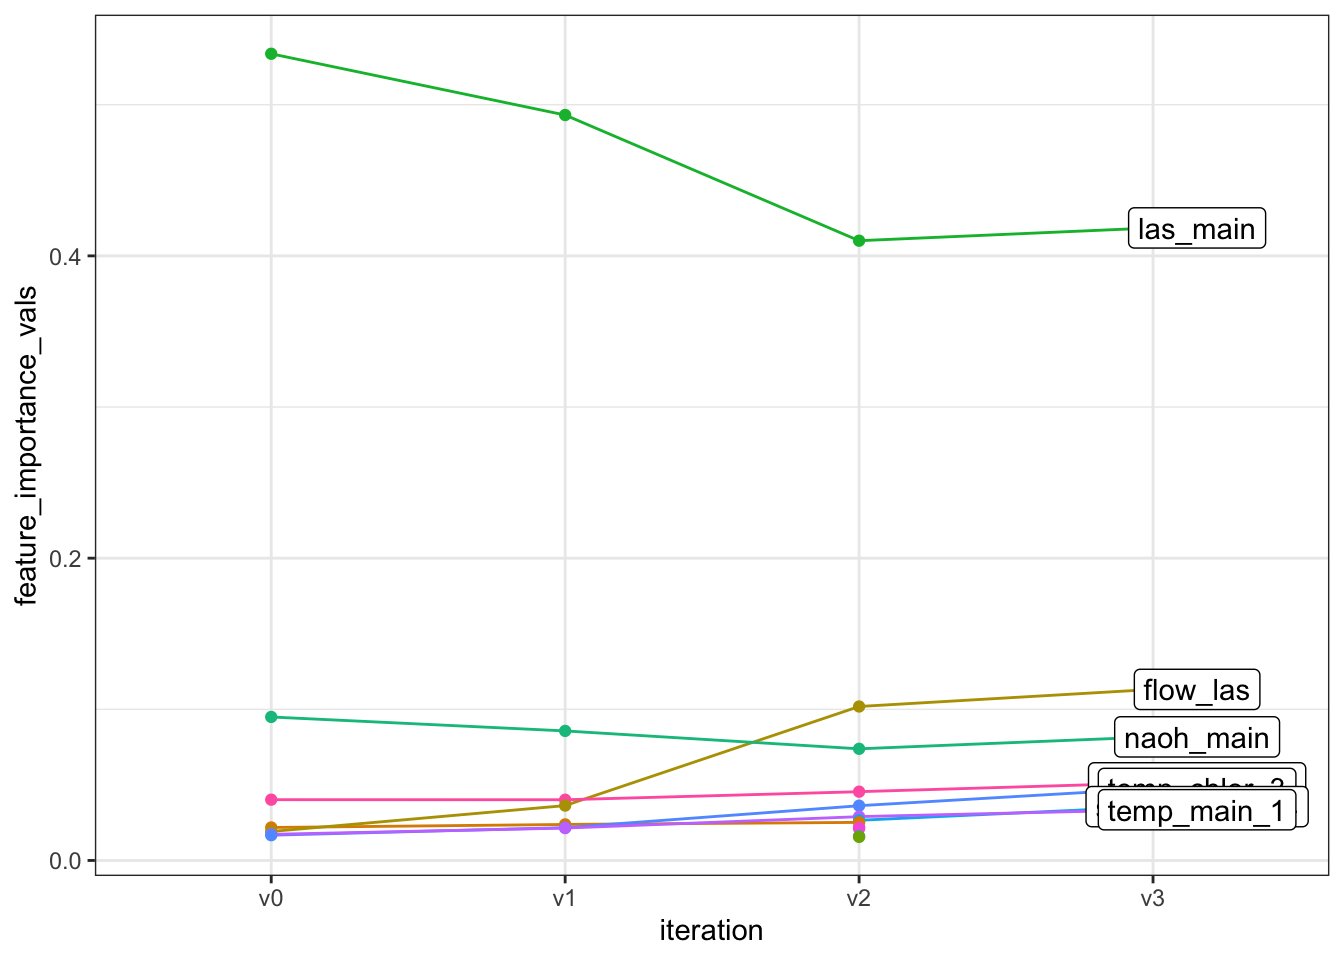 feature_importance_vals
0.4
0.2
0.0
las_main
flow_las
naoh_main
temp_main_1
v0
v1
v2
v3
iteration